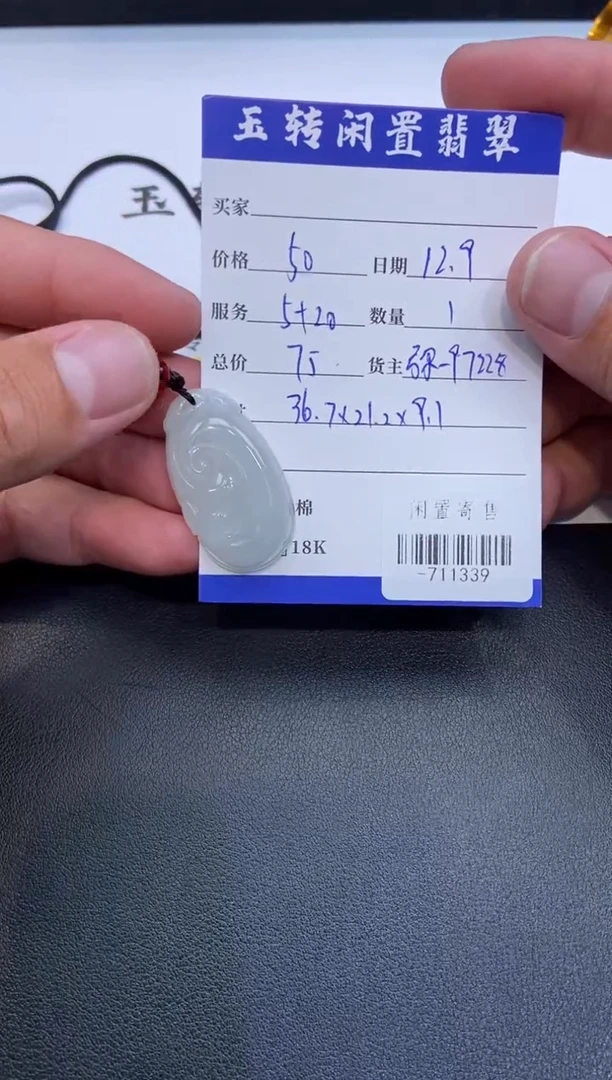 玉转闲置翡翠
玉
买家
价格 50 日期 12.9
服务 5+20 数量 1
总价 75 货主 张-97228
36.7x21.2x9.1
棉
18K
闲置寄售
-711339